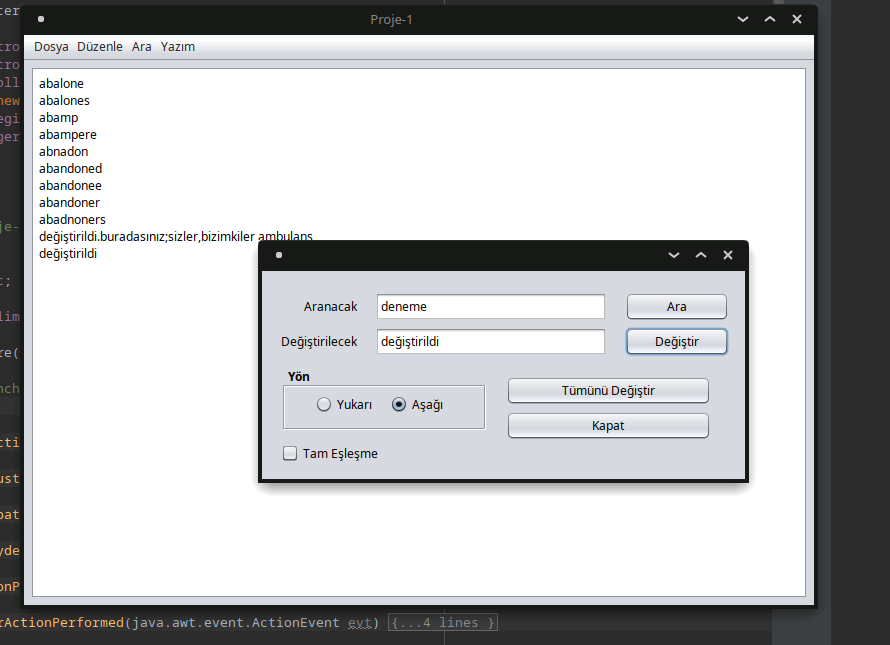 Proje-1
Dosya Düzenle Ara Yazım
abalone
abalones
abamp
abampere
abnadon
abandoned
abandonee
abandoner
abadnoners
değiştirildi.buradasınız;sizler,bizimkiler ambulans
değiştirildi
Aranacak deneme Ara
Değiştirilecek değiştirildi Değiştir
Yön
Yukarı Aşağı
Tümünü Değiştir
Kapat
Tam Eşleşme
rActionPerformed(java.awt.event.ActionEvent evt) {...4 lines }